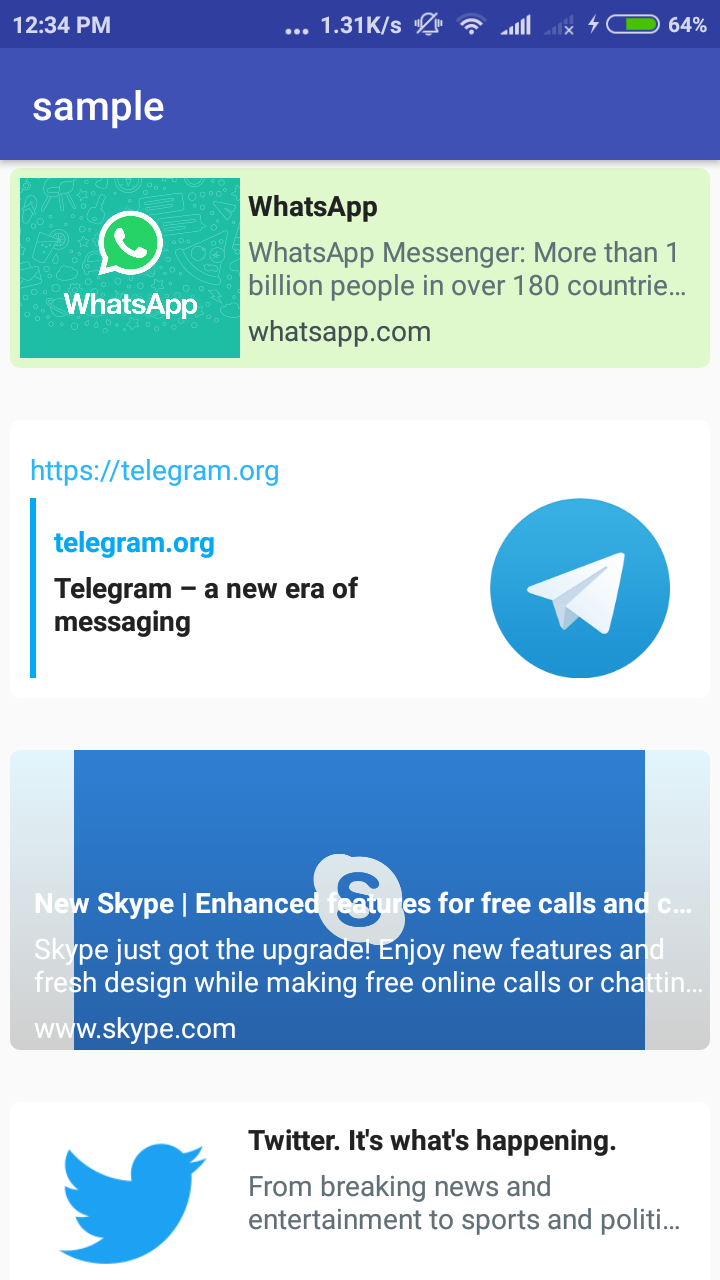 12:34 PM ... 1.31K/s 64%
sample
WhatsApp
WhatsApp
WhatsApp Messenger: More than 1
billion people in over 180 countrie...
whatsapp.com
https://telegram.org
telegram.org
Telegram – a new era of
messaging
S
New Skype | Enhanced features for free calls and c...
Skype just got the upgrade! Enjoy new features and
fresh design while making free online calls or chattin...
www.skype.com
Twitter. It's what's happening.
From breaking news and
entertainment to sports and politi...